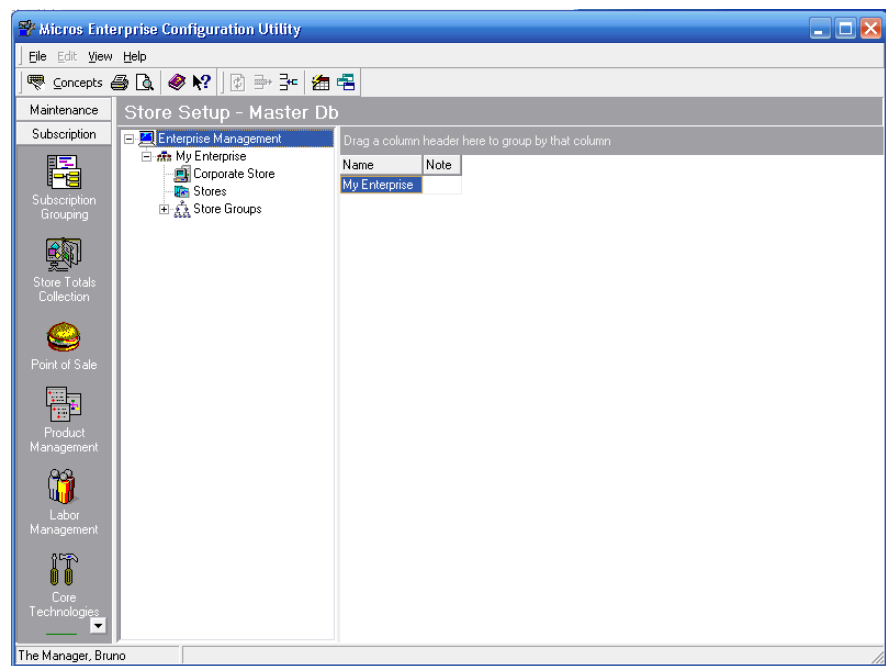 Micros Enterprise Configuration Utility
File Edit View Help
Concepts
Maintenance
Store Setup - Master Db
Subscription
Enterprise Management
My Enterprise
Corporate Store
Stores
Store Groups
Drag a column header here to group by that column
Name Note
My Enterprise
Subscription
Grouping
Store Totals
Collection
Point of Sale
Product
Management
Labor
Management
Core
Technologies
The Manager, Bruno